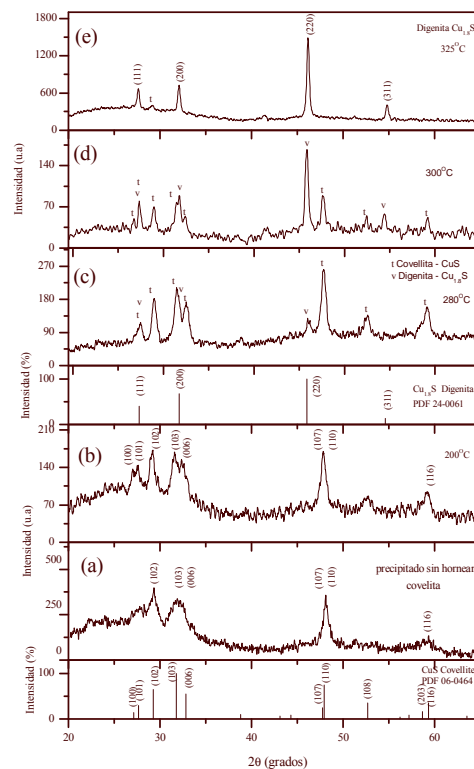 (e)
Digenita Cu1.8S
325°C
1800
1200
600
0
(111)
t
(200)
(220)
(311)
Intensidad (u.a)
(d)
300°C
140
70
0
t
v
t
t
t
v
t
v
t
t
v
t
(c)
t Covellita - CuS
v Digenita - Cu1.8S
280°C
270
180
90
0
t
v
t
t
v
t
v
t
t
t
Intensidad (%)
100
0
(111)
(200)
(220)
(311)
Cu1.8S Digenita
PDF 24-0061
(b)
200°C
Intensidad (u.a)
210
140
70
0
(100)
(101)
(102)
(103)
(006)
(107)
(110)
(116)
(a)
precipitado sin hornear
covelita
500
250
0
(102)
(103)
(006)
(107)
(110)
(116)
Intensidad (%)
100
0
(100)
(101)
(102)
(103)
(006)
(107)
(110)
(108)
(203)
(116)
CuS Covellite
PDF 06-0464
20 30 40 50 60
2θ (grados)